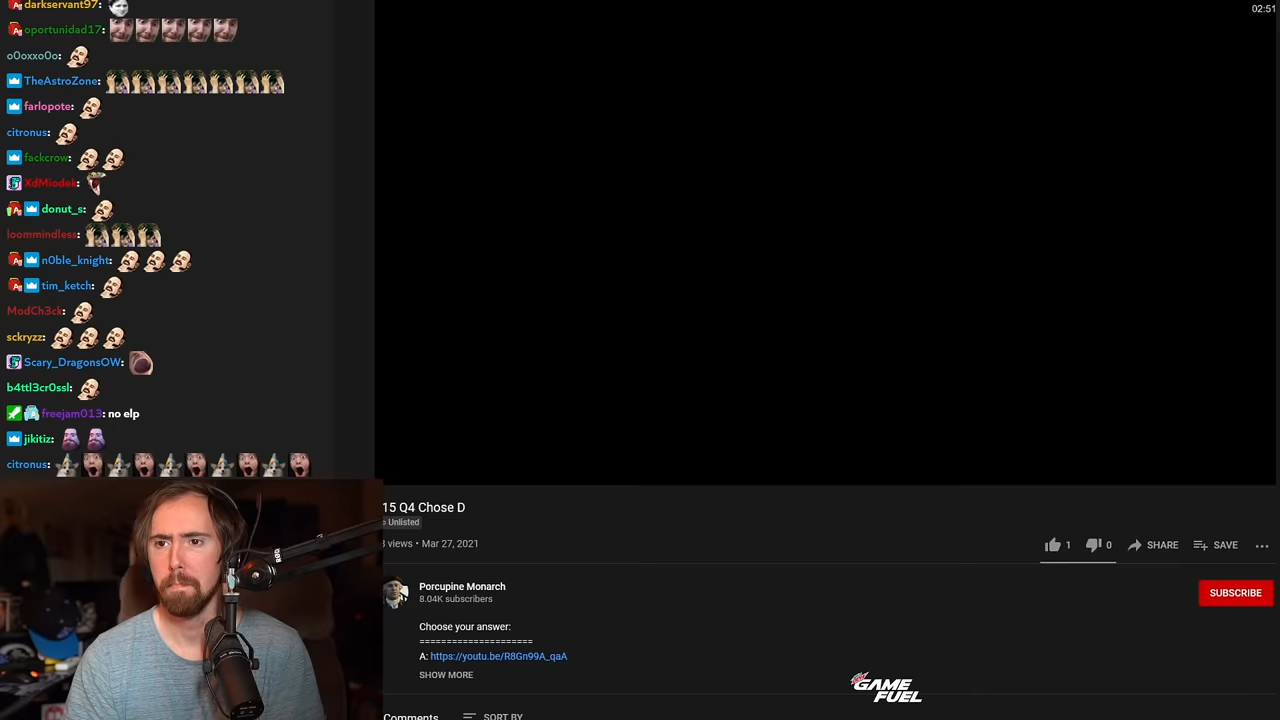 darkservant97:
oportunidad17:
o0oxxo0o:
TheAstroZone:
farlopote:
citronus:
fackcrow:
XdMiodek:
donut_s:
loommindless:
n0ble_knight:
tim_ketch:
ModCh3ck:
sckryzz:
Scary_DragonsOW:
b4ttl3cr0ssl:
freejam013: no elp
jikitiz:
citronus:
02:51
15 Q4 Chose D
Unlisted
views • Mar 27, 2021
1
0
SHARE
SAVE
Porcupine Monarch
8.04K subscribers
SUBSCRIBE
Choose your answer:
=====================
A: https://youtu.be/R8Gn99A_qaA
SHOW MORE
GAME
FUEL
Comments
SORT BY